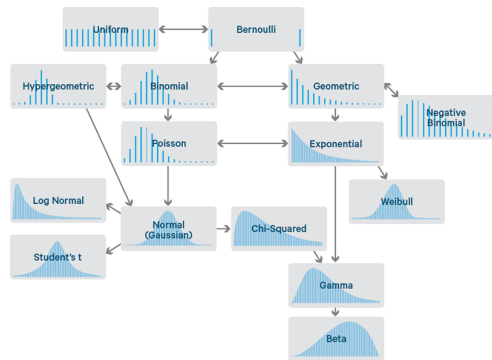 Uniform
Bernoulli
Hypergeometric
Binomial
Geometric
Negative
Binomial
Poisson
Exponential
Log Normal
Weibull
Normal
(Gaussian)
Chi-Squared
Student's t
Gamma
Beta